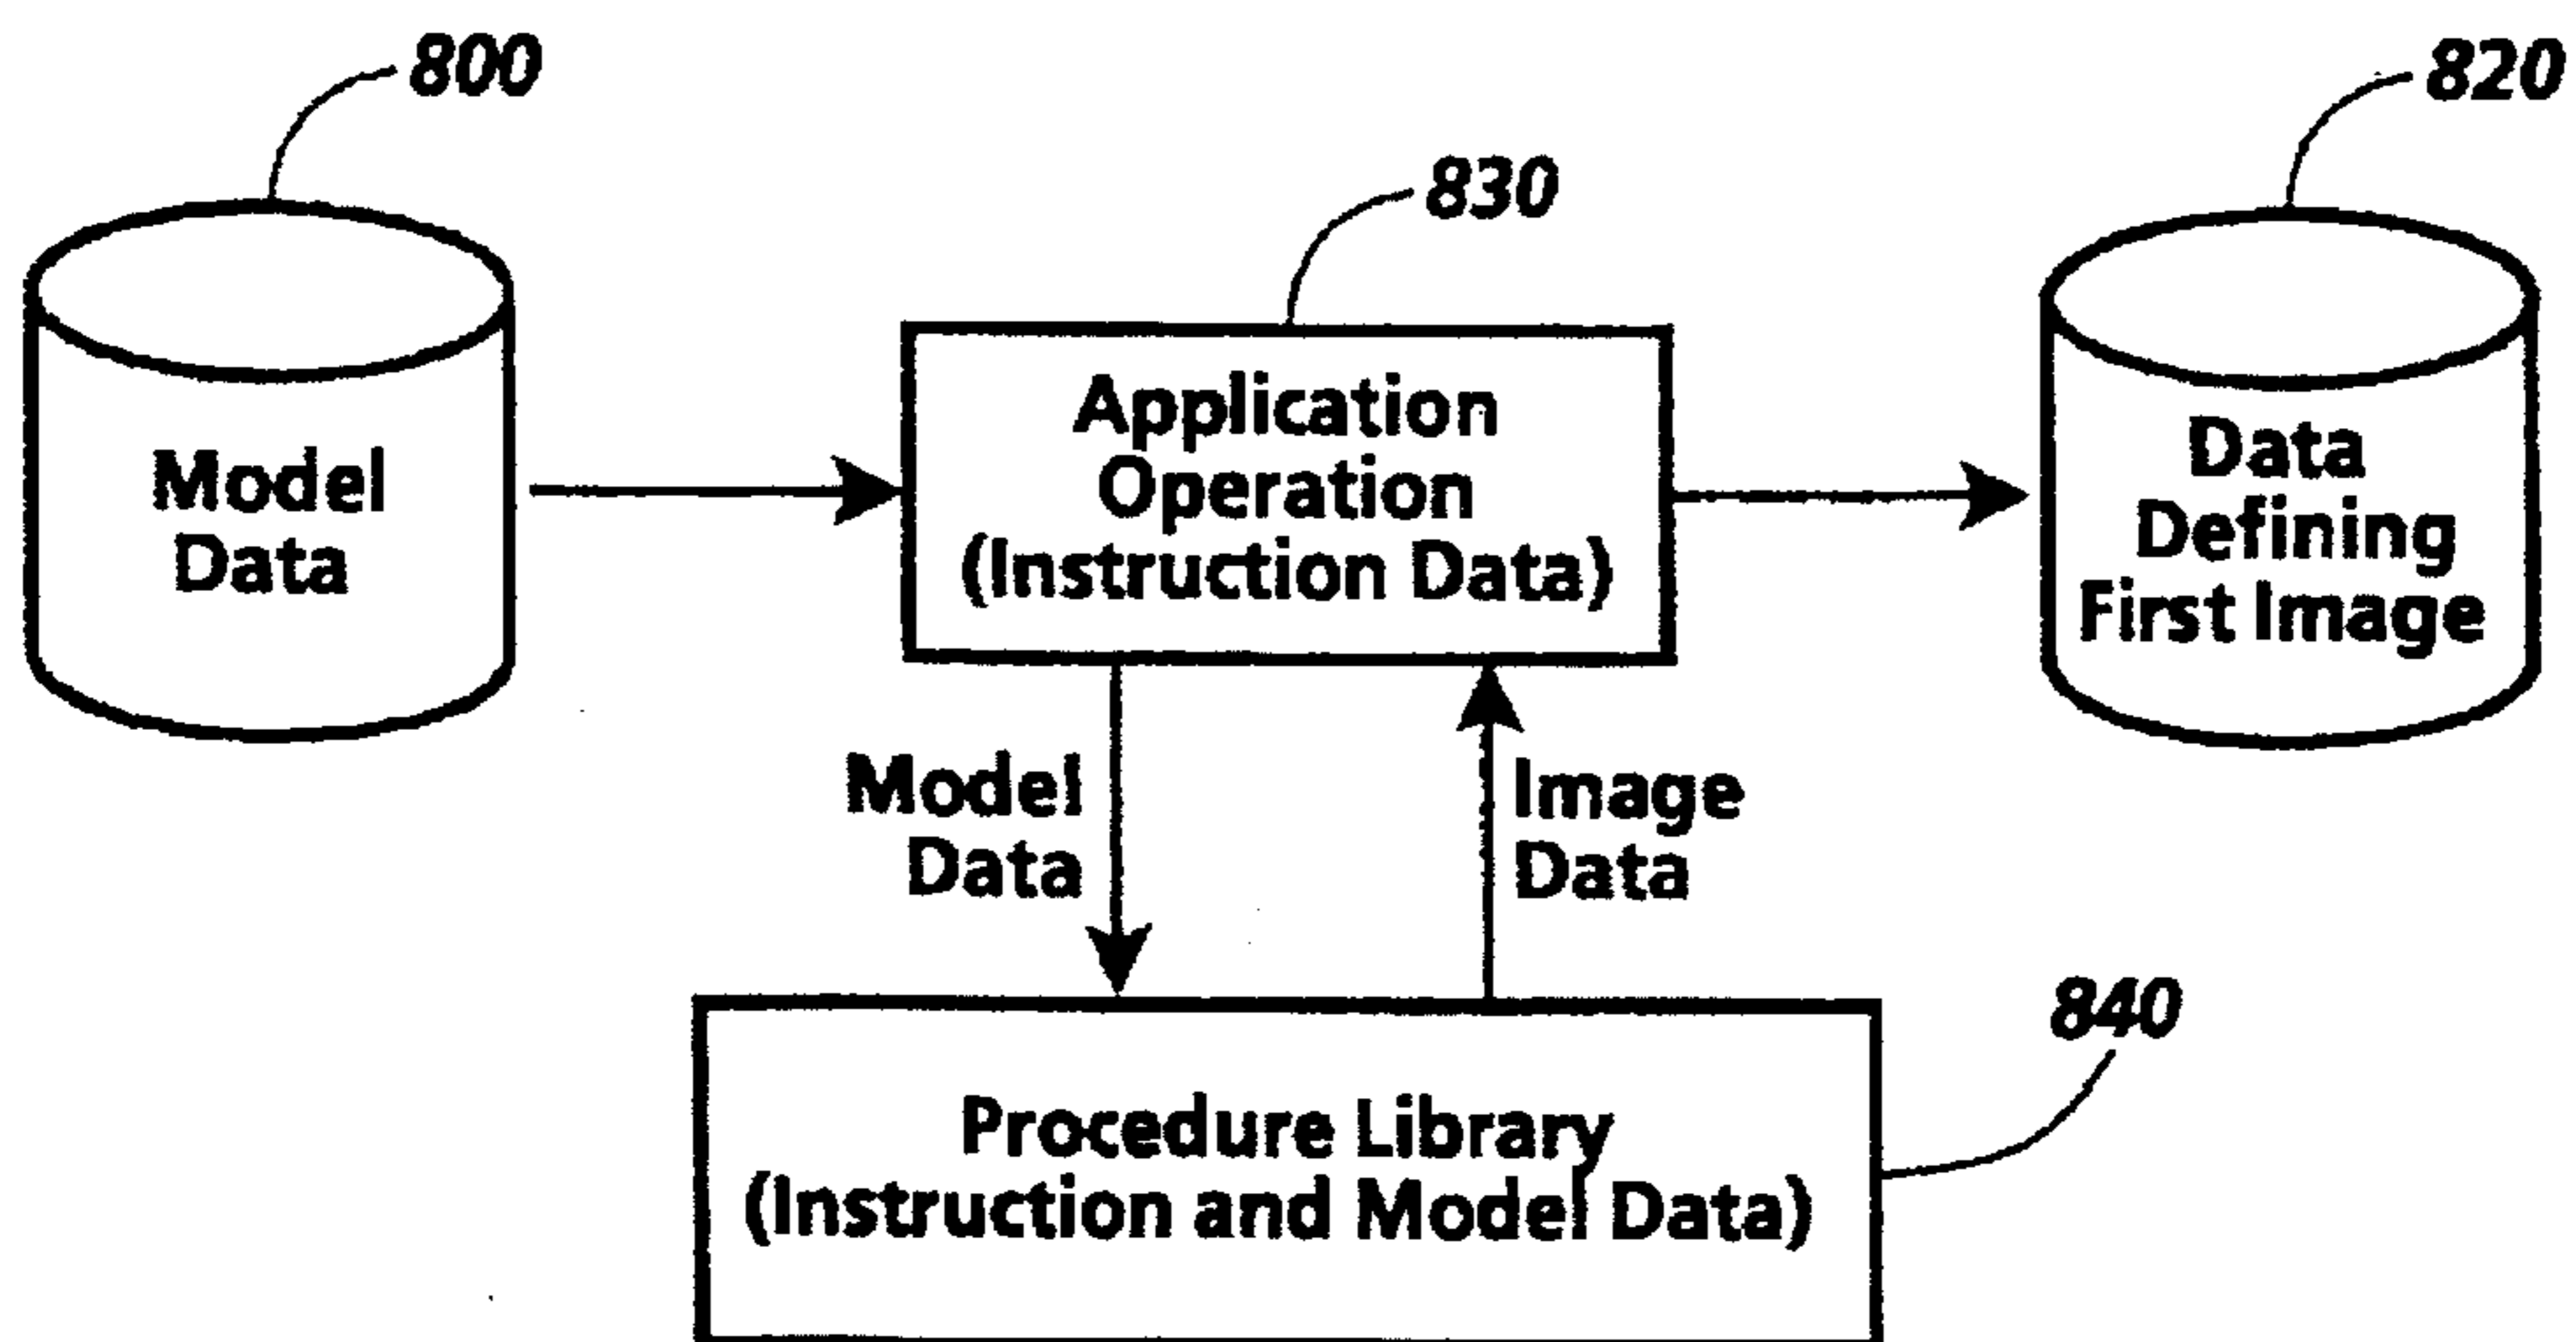 800
820
830
Model
Data
Application
Operation
(Instruction Data)
Data
Defining
First Image
Model
Data
Image
Data
840
Procedure Library
(Instruction and Model Data)